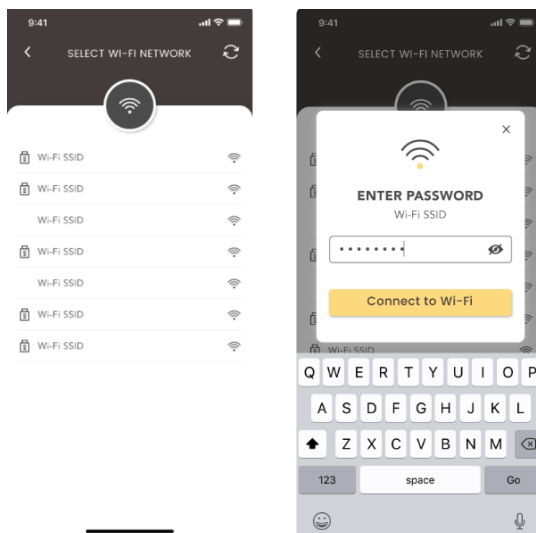 9:41
SELECT WI-FI NETWORK
Wi-Fi SSID
Wi-Fi SSID
Wi-Fi SSID
Wi-Fi SSID
Wi-Fi SSID
Wi-Fi SSID
Wi-Fi SSID
9:41
SELECT WI-FI NETWORK
ENTER PASSWORD
Wi-Fi SSID
Connect to Wi-Fi
Wi-Fi SSID
Q W E R T Y U I O P
A S D F G H J K L
Z X C V B N M
123 space Go